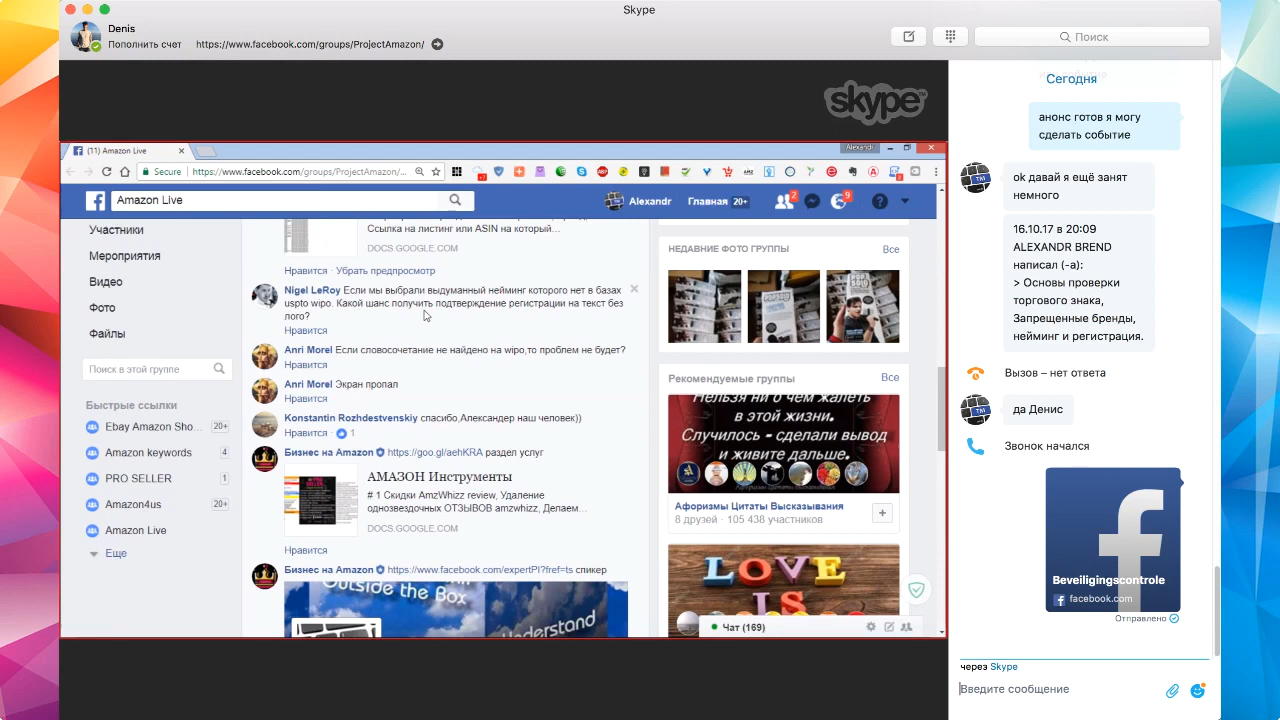 Skype
Denis
Пополнить счет https://www.facebook.com/groups/ProjectAmazon/
Поиск
skype
(11) Amazon Live
Alexandr
Secure https://www.facebook.com/groups/ProjectAmazon/...
Amazon Live
Alexandr
Главная 20+
2
9
Участники
Мероприятия
Видео
Фото
Файлы
Поиск в этой группе
Быстрые ссылки
Ebay Amazon Sho... 20+
Amazon keywords 4
PRO SELLER 1
Amazon4us 20+
Amazon Live
Еще
Ссылка на листинг или ASIN на который...
DOCS.GOOGLE.COM
Нравится · Убрать предпросмотр
Nigel LeRoy Если мы выбрали выдуманный нейминг которого нет в базах
uspto wipo. Какой шанс получить подтверждение регистрации на текст без
лого?
Нравится
Anri Morel Если словосочетание не найдено на wipo,то проблем не будет?
Нравится
Anri Morel Экран пропал
Нравится
Konstantin Rozhdestvenskiy спасибо,Александер наш человек))
Нравится · 1
Бизнес на Amazon https://goo.gl/aehKRA раздел услуг
АМАЗОН Инструменты
# 1 Скидки AmzWhizz review, Удаление
однозвездочных ОТЗЫВОВ amzwhizz, Делаем...
DOCS.GOOGLE.COM
Нравится
Бизнес на Amazon https://www.facebook.com/expertPI?fref=ts спикер
Outside the Box
Understand
НЕДАВНИЕ ФОТО ГРУППЫ Все
Рекомендуемые группы Все
Нельзя ни о чем жалеть
в этой жизни.
Случилось - сделали вывод
и живите дальше.
Афоризмы Цитаты Высказывания
8 друзей · 105 438 участников
LOVE
IS
Чат (169)
Сегодня
анонс готов я могу
сделать событие
ок давай я ещё занят
немного
16.10.17 в 20:09
ALEXANDR BREND
написал (-а):
> Основы проверки
торгового знака,
Запрещенные бренды,
нейминг и регистрация.
Вызов – нет ответа
да Денис
Звонок начался
Beveiligingscontrole
facebook.com
Отправлено
через Skype
Введите сообщение